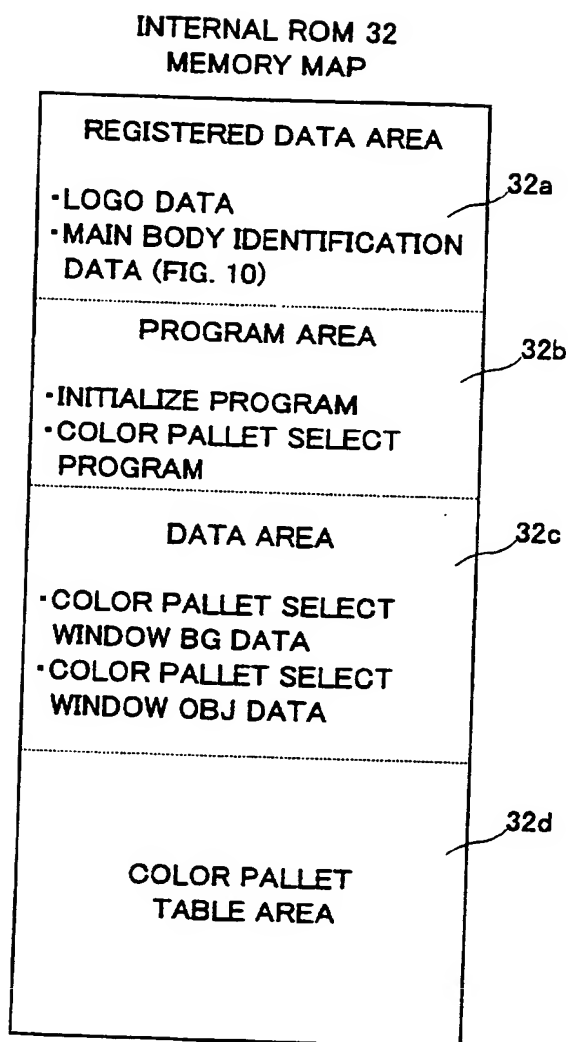 INTERNAL ROM 32
MEMORY MAP
REGISTERED DATA AREA
32a
·LOGO DATA
·MAIN BODY IDENTIFICATION
DATA (FIG. 10)
PROGRAM AREA
32b
·INITIALIZE PROGRAM
·COLOR PALLET SELECT
PROGRAM
DATA AREA
32c
·COLOR PALLET SELECT
WINDOW BG DATA
·COLOR PALLET SELECT
WINDOW OBJ DATA
32d
COLOR PALLET
TABLE AREA